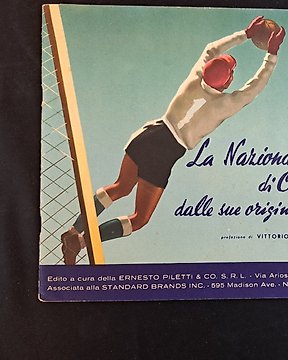 La Naziona
di C
dalle sue origin
prefazione di VITTORIO
Edito a cura della ERNESTO PILETTI & CO. S. R. L. - Via Arios
Associata alla STANDARD BRANDS INC. - 595 Madison Ave. - N